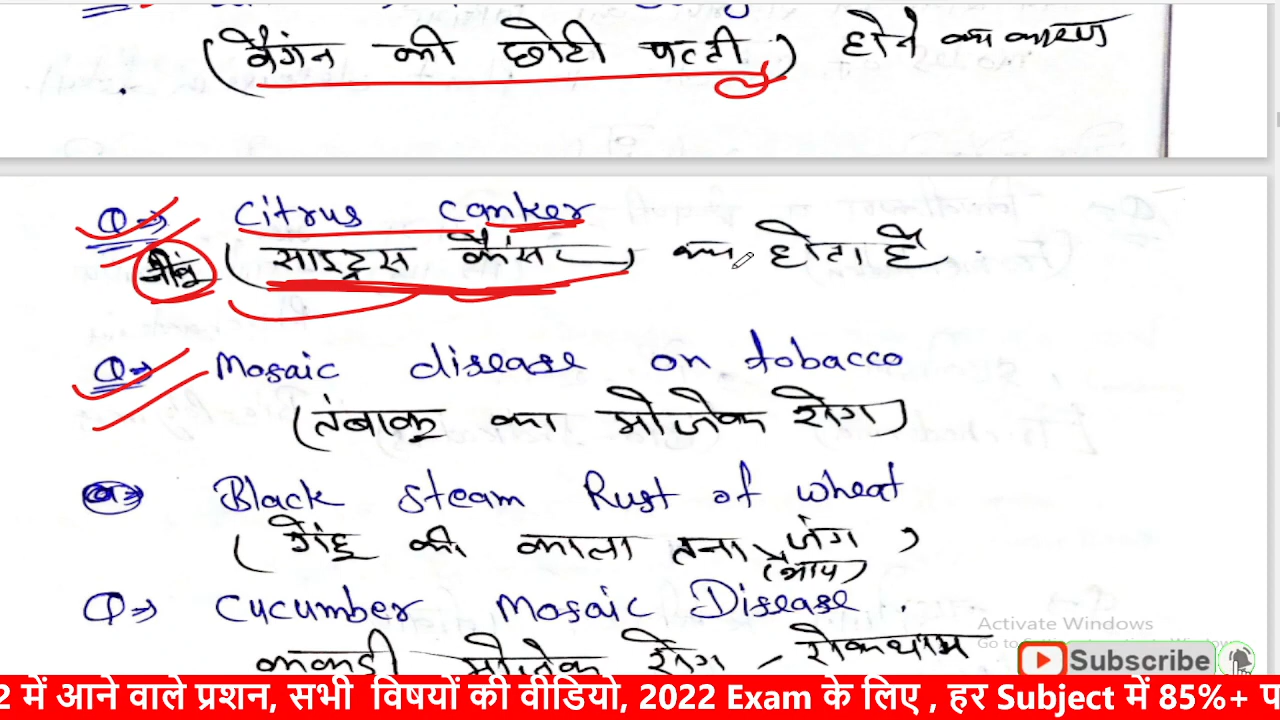 (बैगंन की छोटी पत्ती) होने का कारण
Q⇒ Citrus canker
नींबू (साइट्रस कैंसर) क्या होता है
Q⇒ Mosaic disease on tobacco
(तंबाकू का मोजेक रोग)
Q⇒ Black Steam Rust of wheat
(गेंहू की काला तना जंग)
Q⇒ Cucumber Mosaic Disease.
ककड़ी मोजेक रोग - रोकथाम
Activate Windows
Subscribe
2 में आने वाले प्रशन, सभी विषयों की वीडियो, 2022 Exam के लिए , हर Subject में 85%+